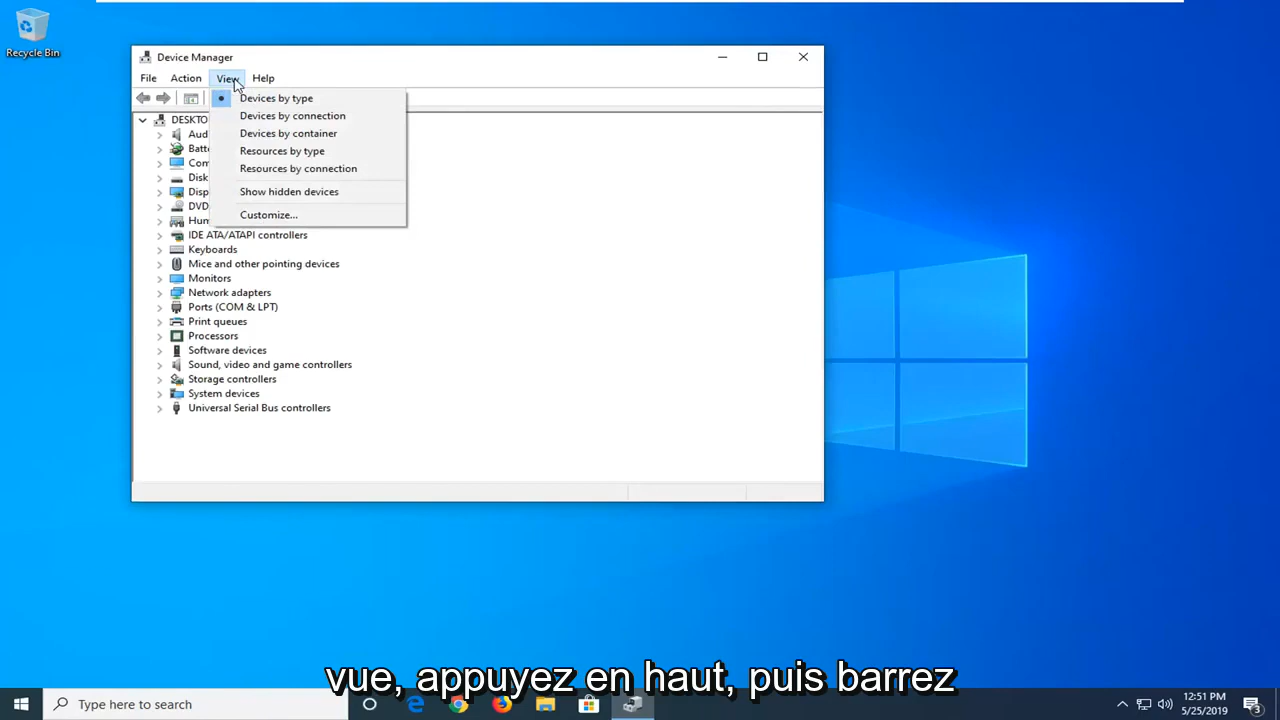 Recycle Bin
Device Manager
File Action View Help
Devices by type
Devices by connection
Devices by container
Resources by type
Resources by connection
Show hidden devices
Customize...
DESKTO
Aud
Batt
Com
Disk
Disp
DVD
Hum
IDE ATA/ATAPI controllers
Keyboards
Mice and other pointing devices
Monitors
Network adapters
Ports (COM & LPT)
Print queues
Processors
Software devices
Sound, video and game controllers
Storage controllers
System devices
Universal Serial Bus controllers
vue, appuyez en haut, puis barrez
Type here to search
12:51 PM
5/25/2019
3